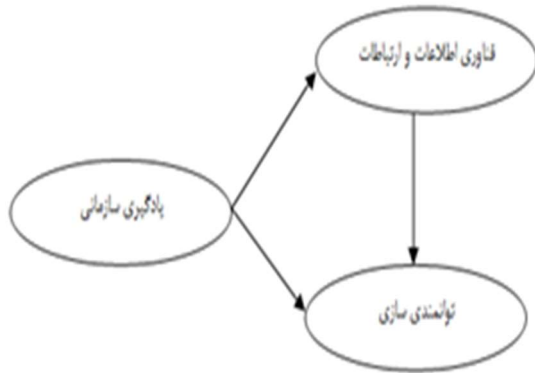 فناوری اطلاعات و ارتباطات
یادگیری سازمانی
توانمندی سازی